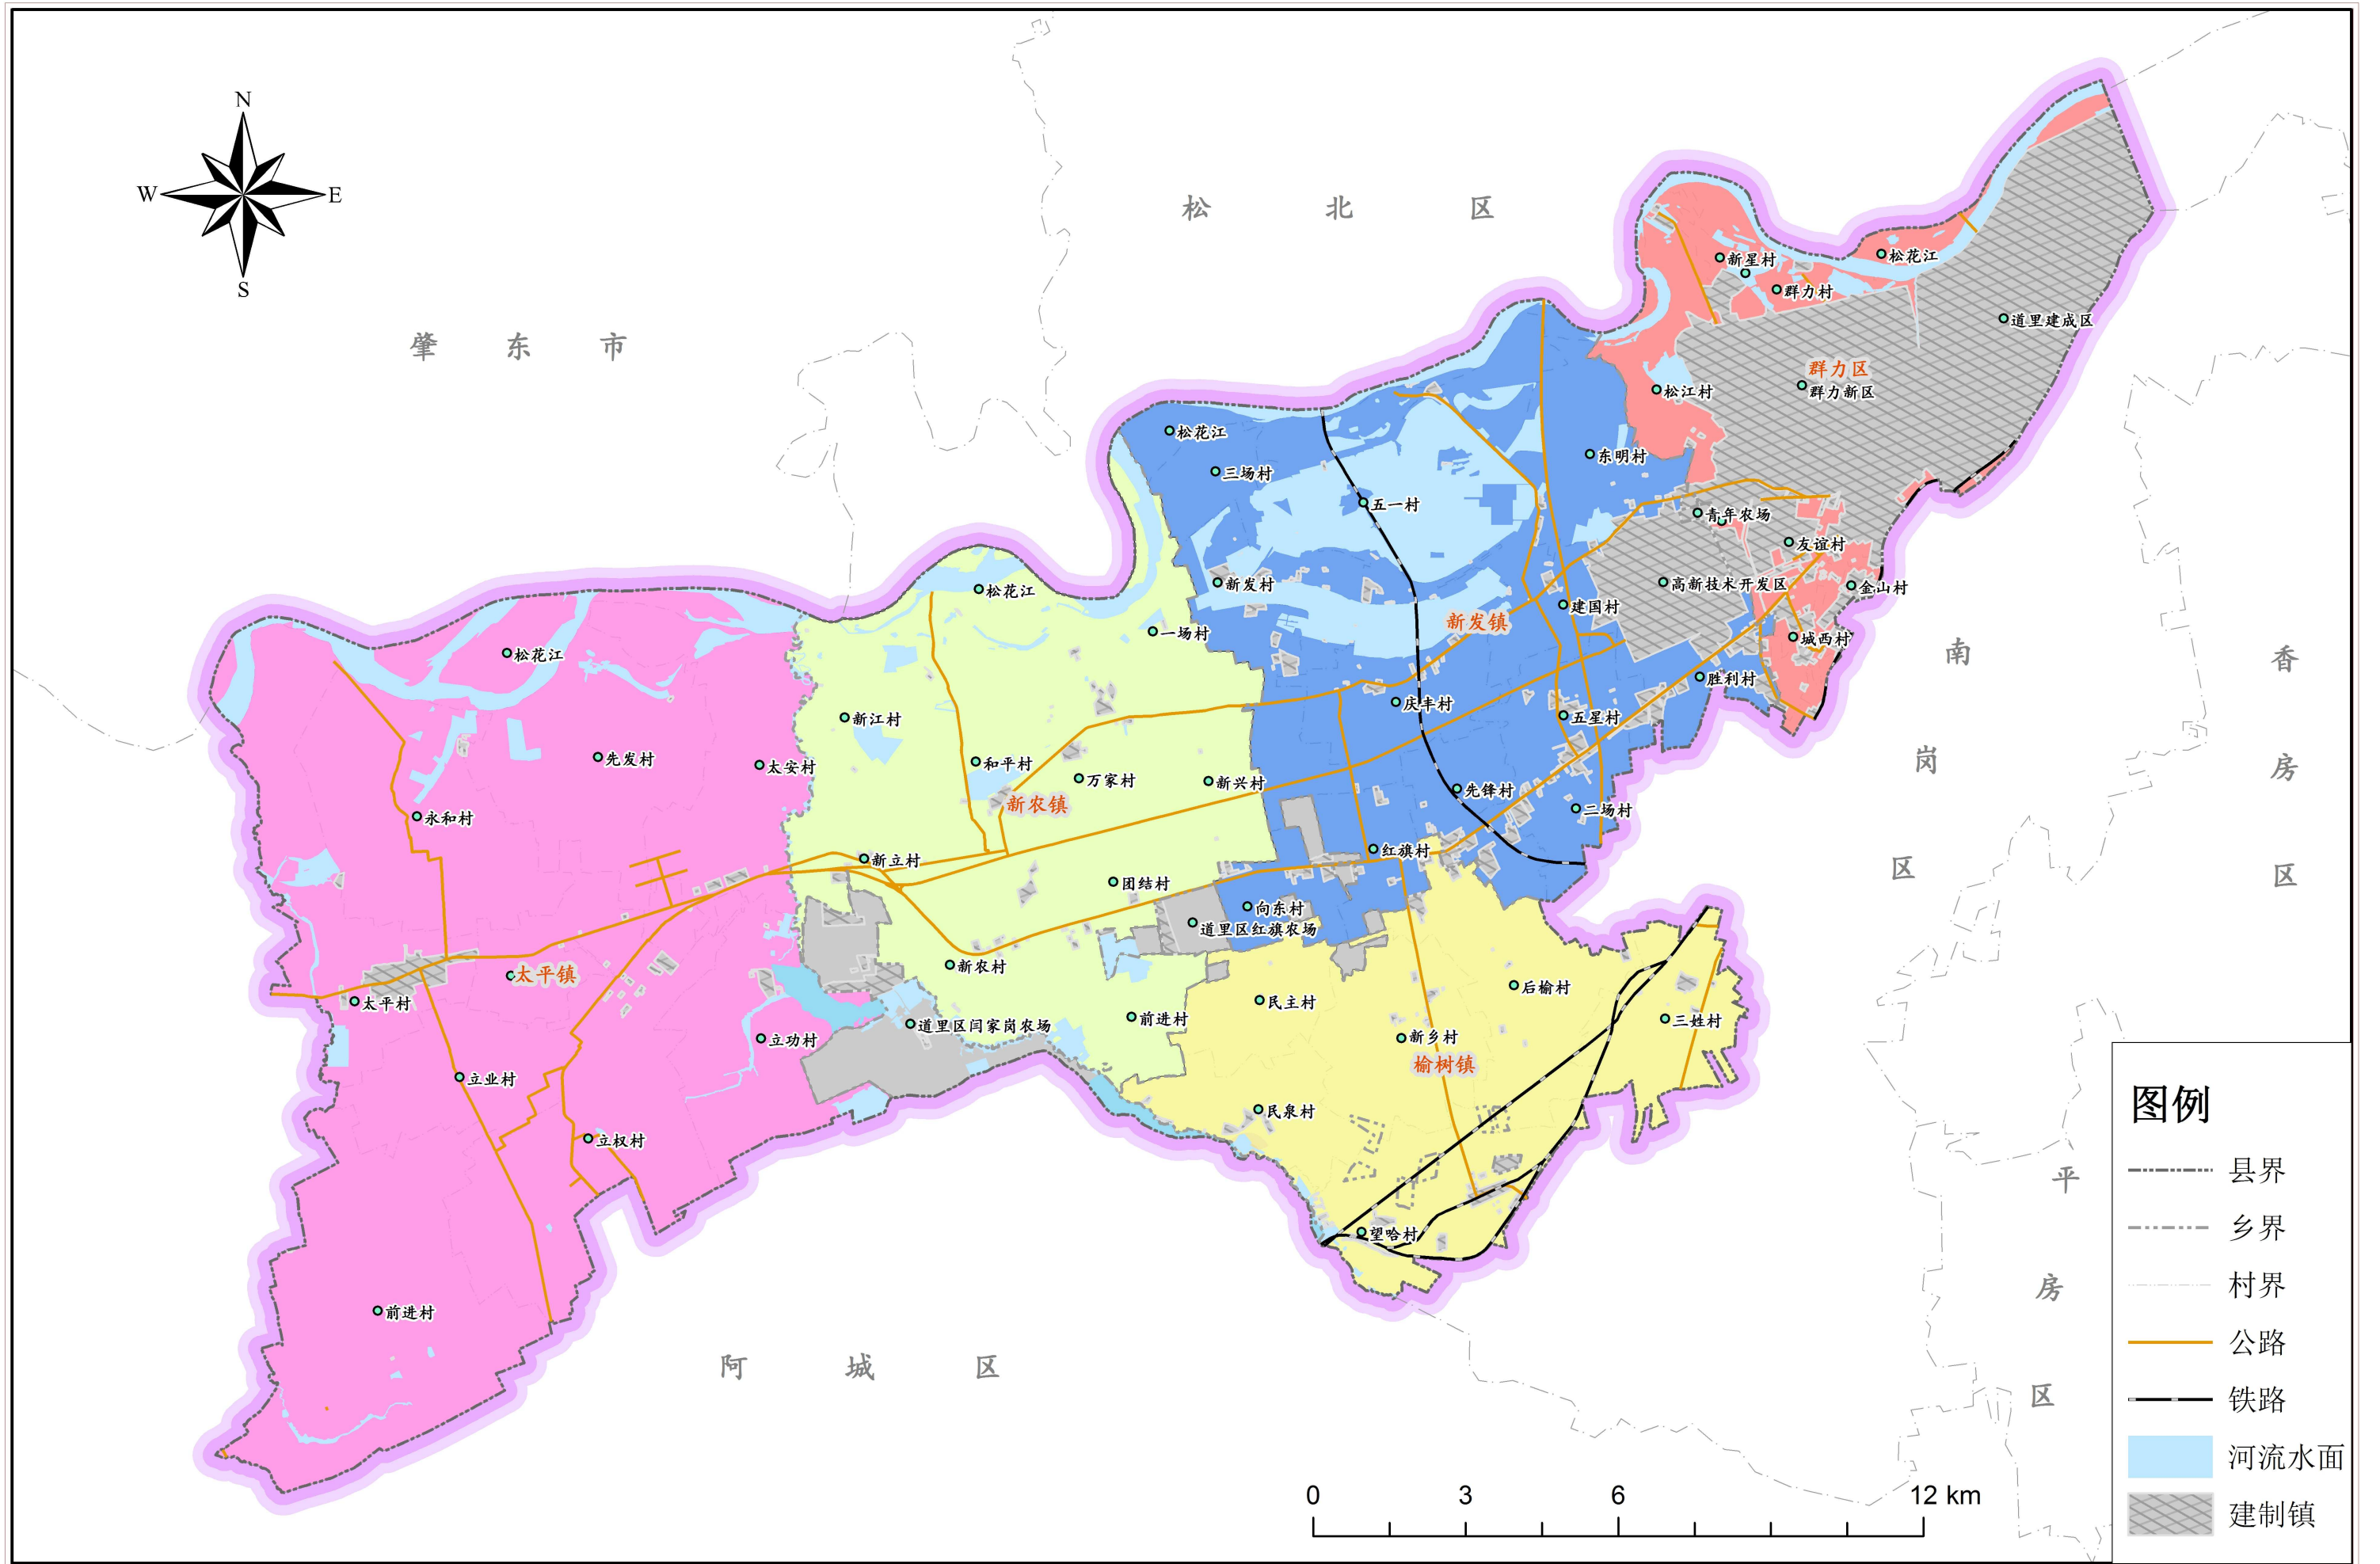 N
W
E
S
松北区
肇东市
南岗区
香房区
平房区
阿城区
松花江
新星村
群力村
道里建成区
群力区
群力新区
松江村
松花江
三场村
东明村
五一村
青年农场
友谊村
新发村
高新技术开发区
金山村
建国村
新发镇
城西村
松花江
一场村
松花江
胜利村
庆丰村
五星村
新江村
先发村
太安村
和平村
万家村
新兴村
先锋村
新农镇
二场村
永和村
新立村
红旗村
团结村
向东村
道里区红旗农场
新农村
太平镇
后榆村
太平村
民主村
前进村
道里区闫家岗农场
三姓村
立功村
新乡村
榆树镇
立业村
民泉村
立权村
望哈村
前进村
图例
县界
乡界
村界
公路
铁路
河流水面
建制镇
0 3 6 12 km